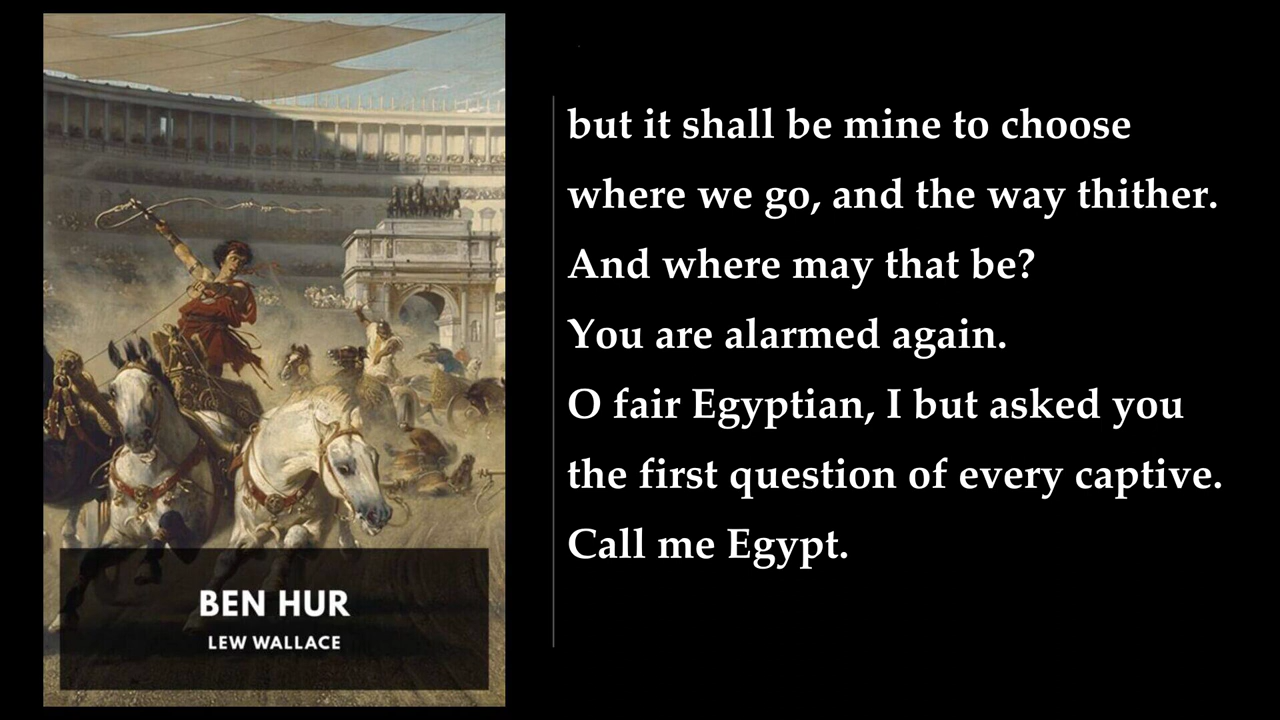 BEN HUR
LEW WALLACE
but it shall be mine to choose
where we go, and the way thither.
And where may that be?
You are alarmed again.
O fair Egyptian, I but asked you
the first question of every captive.
Call me Egypt.